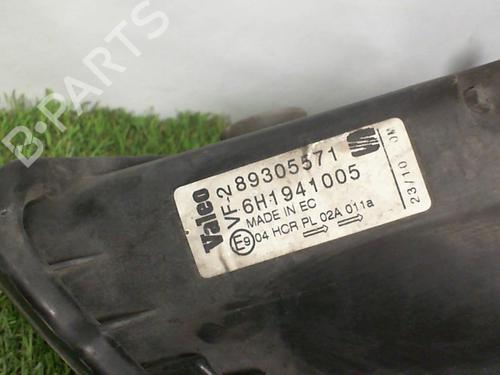 B-PARTS
Valeo
VF-2 89305571
6H1941005
MADE IN EC
E9 04 HCR PL 02A 011a
23/10